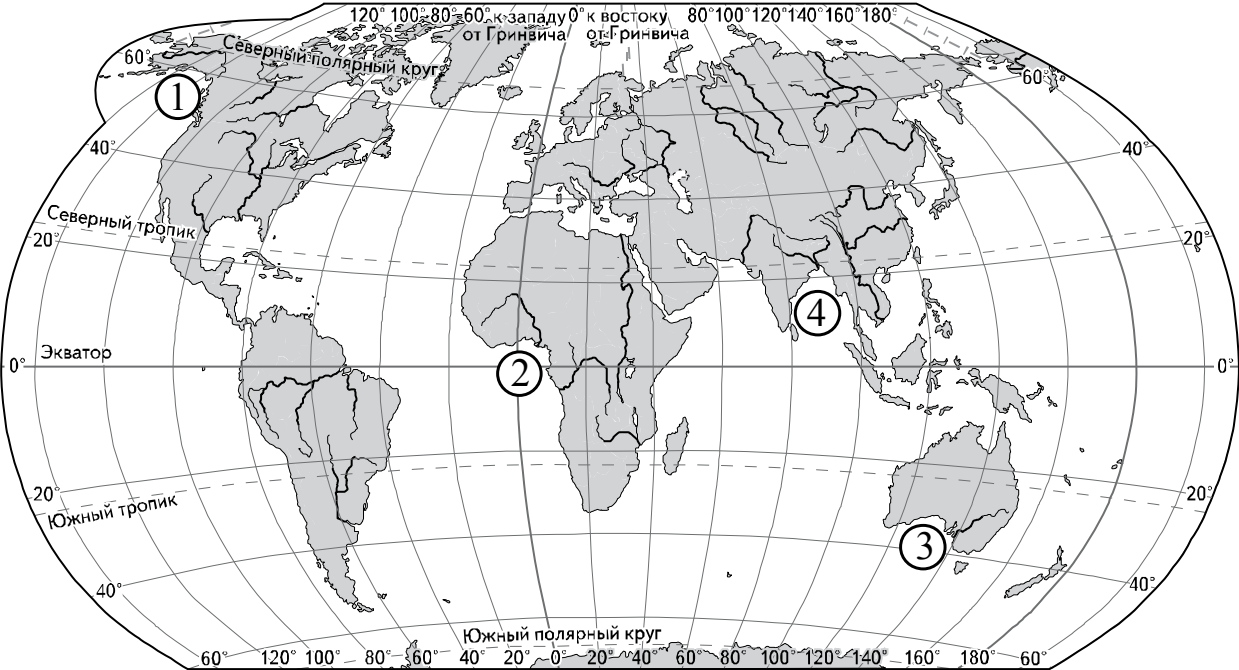 120° 100° 80° 60° к западу 0° к востоку 80° 100° 120° 140° 160° 180°
от Гринвича от Гринвича
60° Северный полярный круг 60°
1
40° 40°
Северный тропик
20° 20°
4
Экватор
0° 0°
2
20° 20°
Южный тропик
3
40° 40°
Южный полярный круг
60° 120° 100° 80° 60° 40° 20° 0° 20° 40° 60° 80° 100° 120° 140° 160° 180° 60°